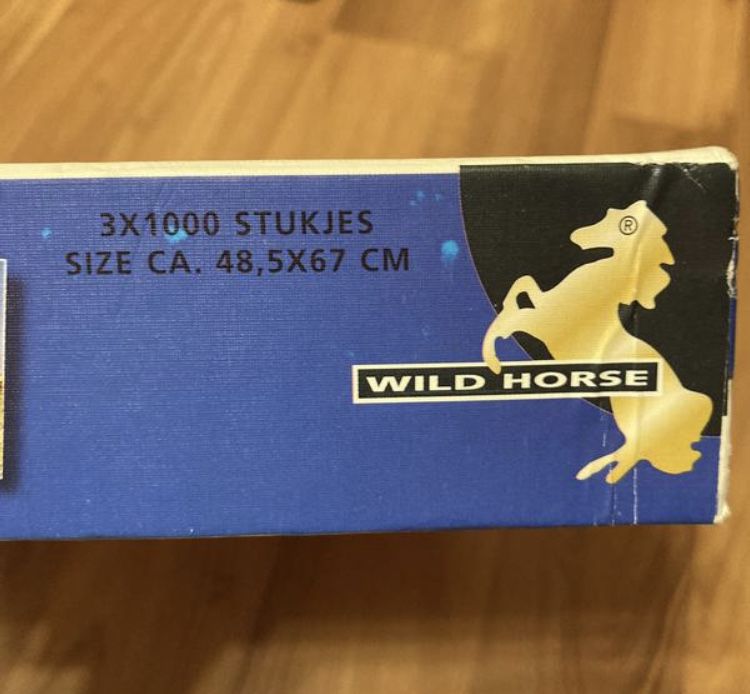 3X1000 STUKJES
SIZE CA. 48,5X67 CM
®
WILD HORSE